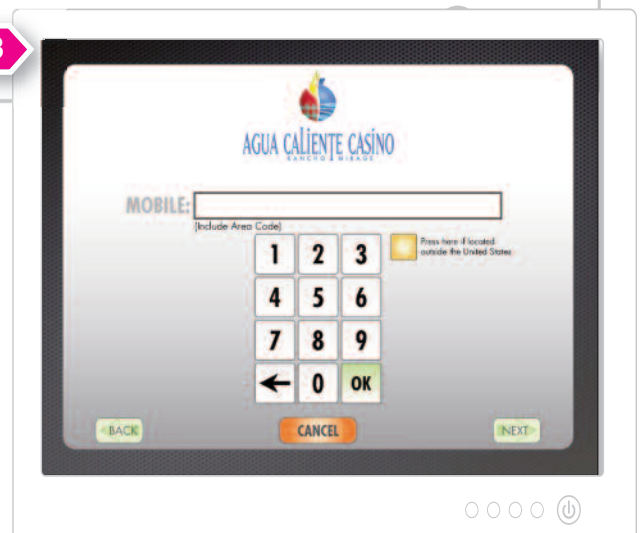 3
AGUA CALIENTE CASINO
RANCHO MIRAGE
MOBILE:
(Include Area Code)
1 2 3
Press here if located
outside the United States
4 5 6
7 8 9
0 OK
<BACK
CANCEL
NEXT>